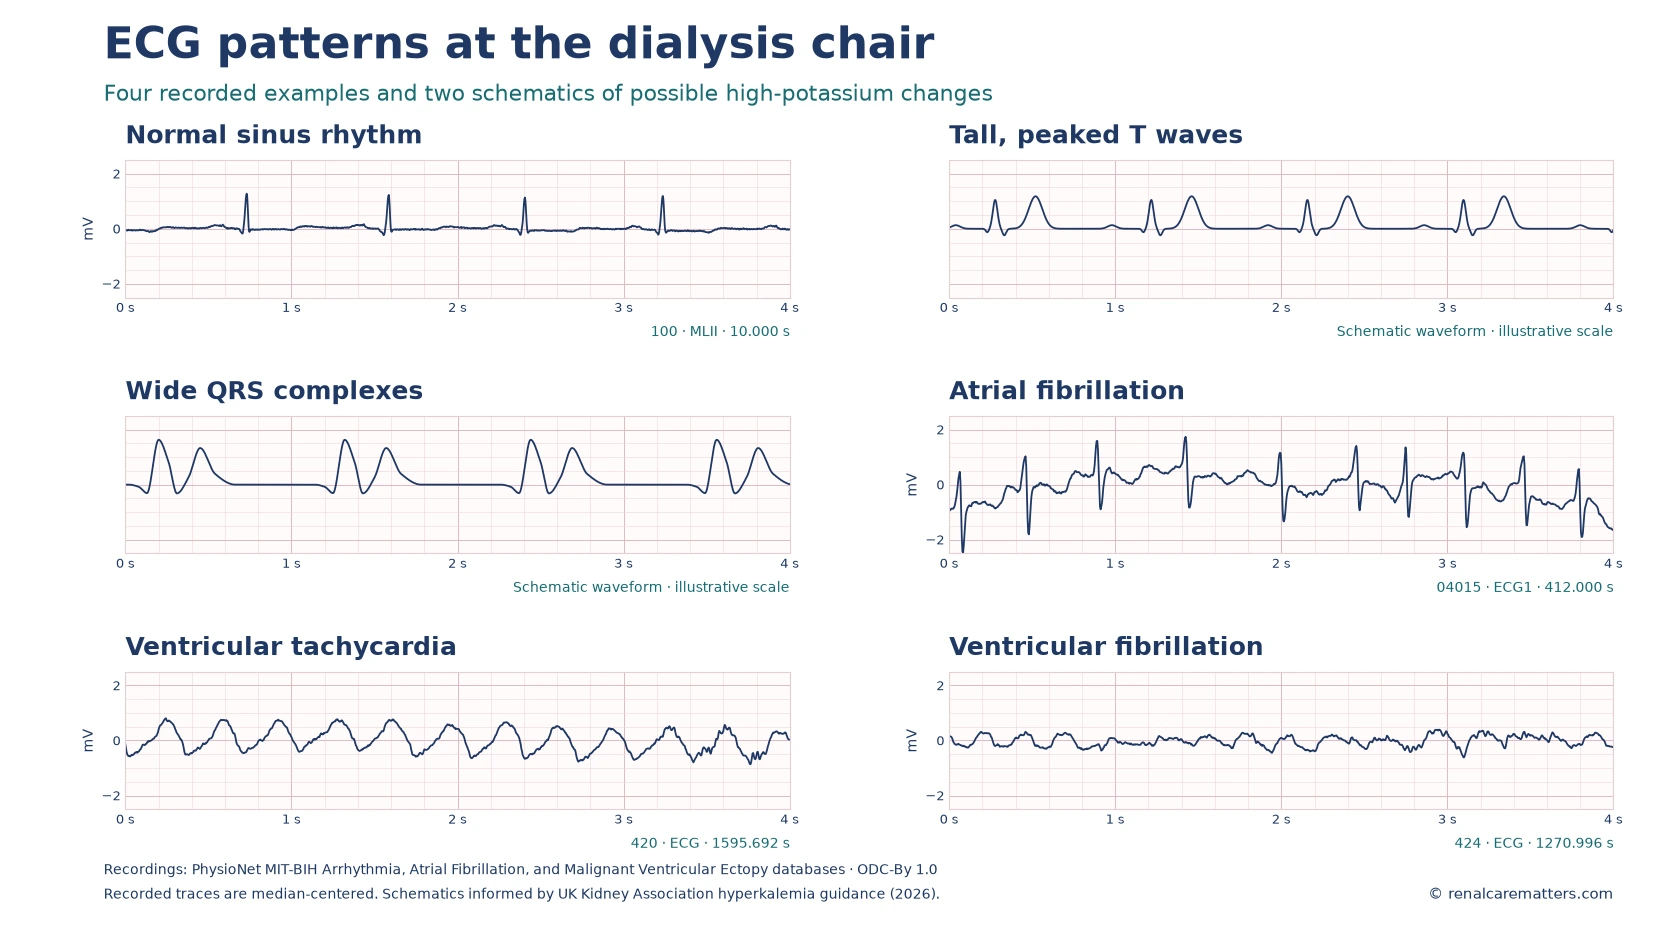 ECG patterns at the dialysis chair
Four recorded examples and two schematics of possible high-potassium changes
Normal sinus rhythm
mV
2
0
−2
0 s
1 s
2 s
3 s
4 s
100 · MLII · 10.000 s
Tall, peaked T waves
0 s
1 s
2 s
3 s
4 s
Schematic waveform · illustrative scale
Wide QRS complexes
0 s
1 s
2 s
3 s
4 s
Schematic waveform · illustrative scale
Atrial fibrillation
mV
2
0
−2
0 s
1 s
2 s
3 s
4 s
04015 · ECG1 · 412.000 s
Ventricular tachycardia
mV
2
0
−2
0 s
1 s
2 s
3 s
4 s
420 · ECG · 1595.692 s
Ventricular fibrillation
mV
2
0
−2
0 s
1 s
2 s
3 s
4 s
424 · ECG · 1270.996 s
Recordings: PhysioNet MIT-BIH Arrhythmia, Atrial Fibrillation, and Malignant Ventricular Ectopy databases · ODC-By 1.0
Recorded traces are median-centered. Schematics informed by UK Kidney Association hyperkalemia guidance (2026).
© renalcarematters.com